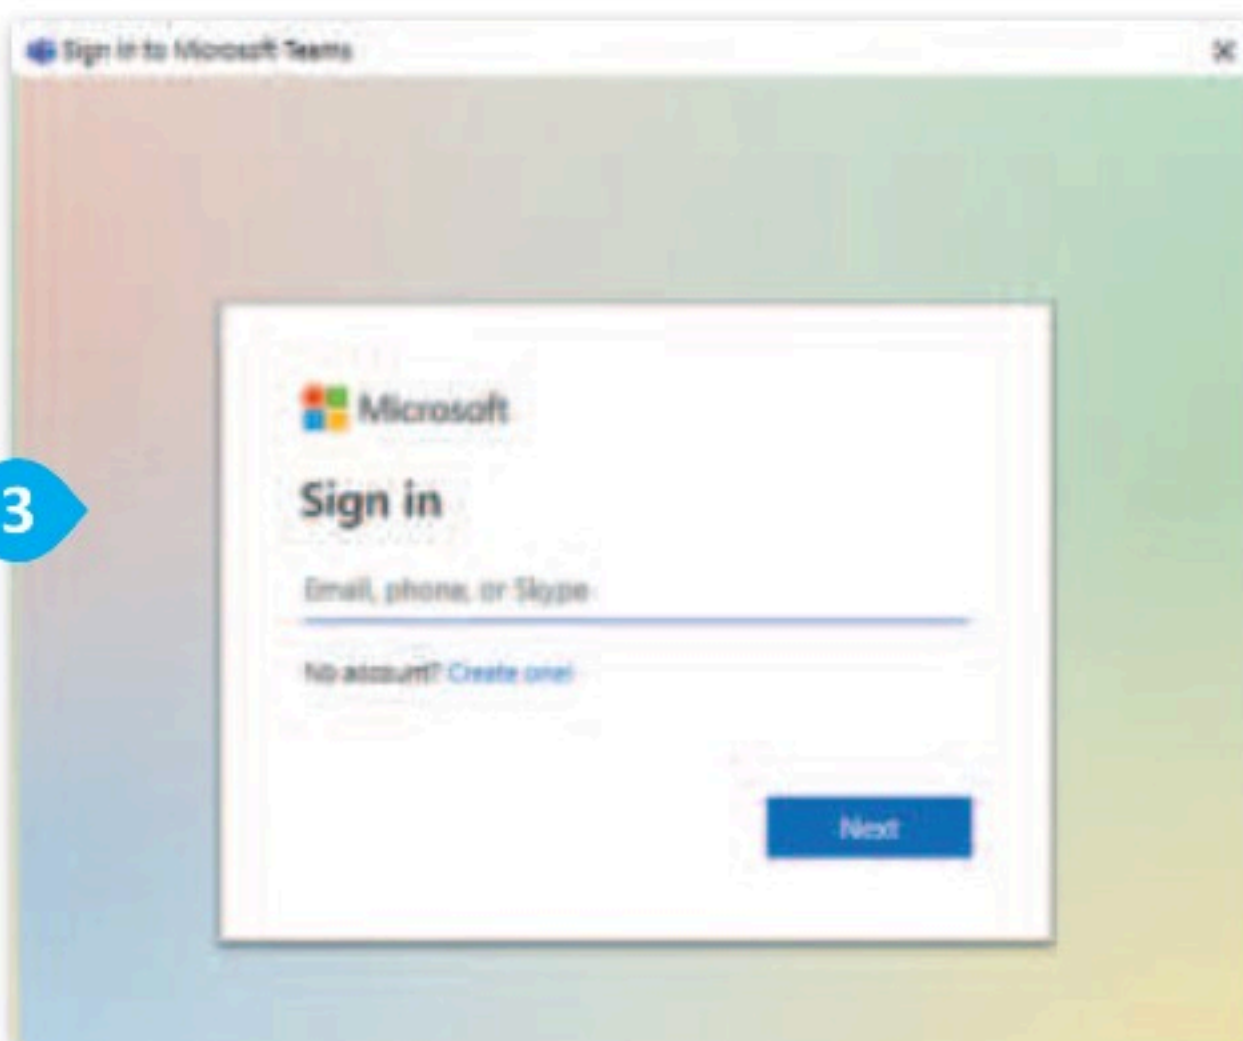 Sign in to Microsoft Teams
Microsoft
Sign in
3
Email, phone, or Skype
No account? Create one!
Next